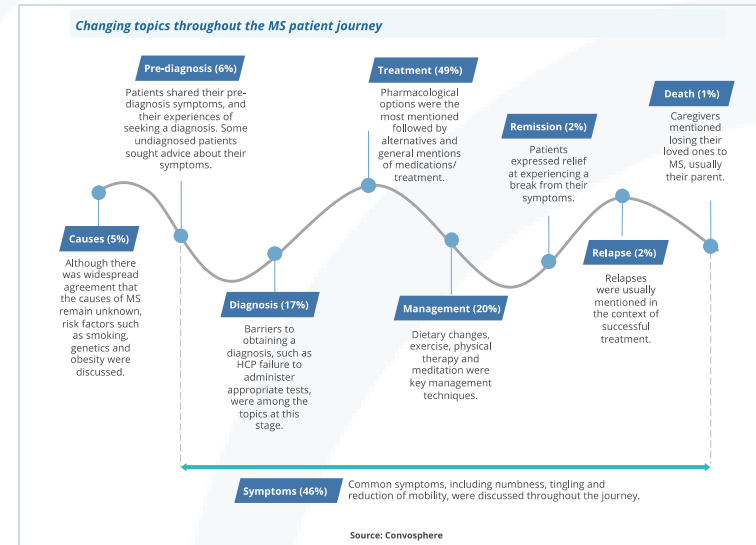 Changing topics throughout the MS patient journey
Pre-diagnosis (6%)
Patients shared their pre-
diagnosis symptoms, and
their experiences of
seeking a diagnosis. Some
undiagnosed patients
sought advice about their
symptoms.
Treatment (49%)
Pharmacological
options were the
most mentioned
followed by
alternatives and
general mentions
of medications/
treatment.
Remission (2%)
Patients
expressed relief
at experiencing a
break from their
symptoms.
Death (1%)
Caregivers
mentioned
losing their
loved ones to
MS, usually
their parent.
Causes (5%)
Although there
was widespread
agreement that
the causes of MS
remain unknown,
risk factors such
as smoking,
genetics and
obesity were
discussed.
Diagnosis (17%)
Barriers to
obtaining a
diagnosis, such as
HCP failure to
administer
appropriate tests,
were among the
topics at this
stage.
Management (20%)
Dietary changes,
exercise, physical
therapy and
meditation were
key management
techniques.
Relapse (2%)
Relapses
were usually
mentioned in
the context of
successful
treatment.
Symptoms (46%)
Common symptoms, including numbness, tingling and
reduction of mobility, were discussed throughout the journey.
Source: Convosphere